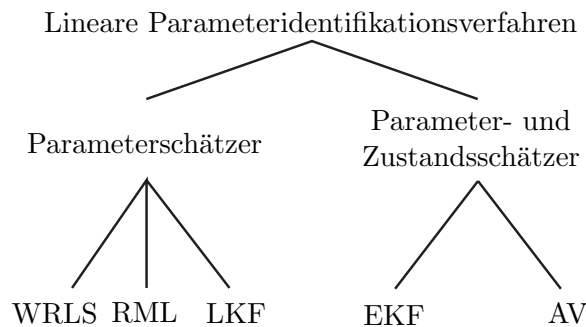 Lineare Parameteridentifikationsverfahren
Parameterschätzer
Parameter- und
Zustandsschätzer
WRLS RML LKF EKF AV